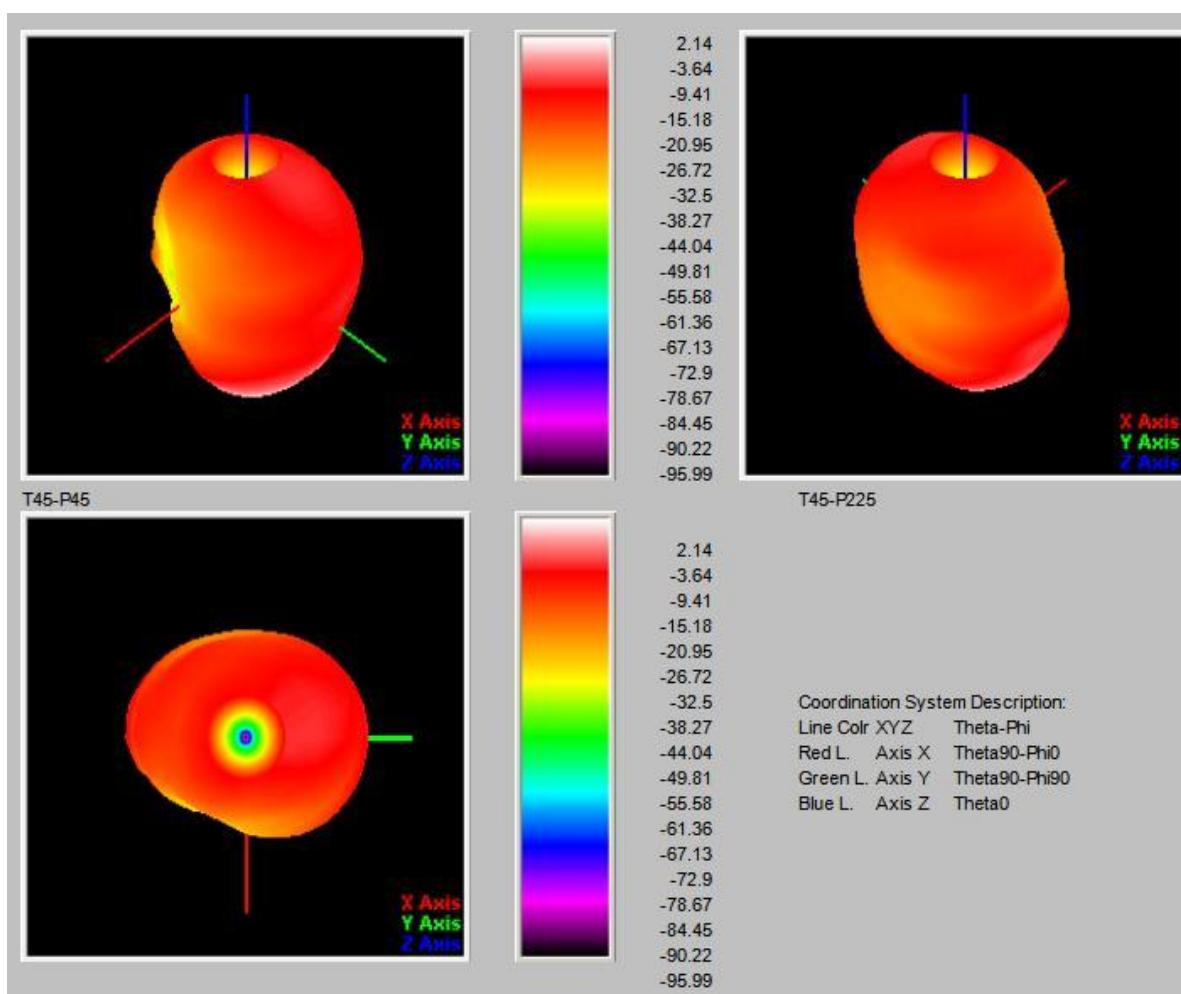 2.14
-3.64
-9.41
-15.18
-20.95
-26.72
-32.5
-38.27
-44.04
-49.81
-55.58
-61.36
-67.13
-72.9
-78.67
-84.45
-90.22
-95.99
X Axis
Y Axis
Z Axis
X Axis
Y Axis
Z Axis
T45-P45
T45-P225
2.14
-3.64
-9.41
-15.18
-20.95
-26.72
-32.5
-38.27
-44.04
-49.81
-55.58
-61.36
-67.13
-72.9
-78.67
-84.45
-90.22
-95.99
X Axis
Y Axis
Z Axis
Coordination System Description:
Line Colr XYZ Theta-Phi
Red L. Axis X Theta90-Phi0
Green L. Axis Y Theta90-Phi90
Blue L. Axis Z Theta0